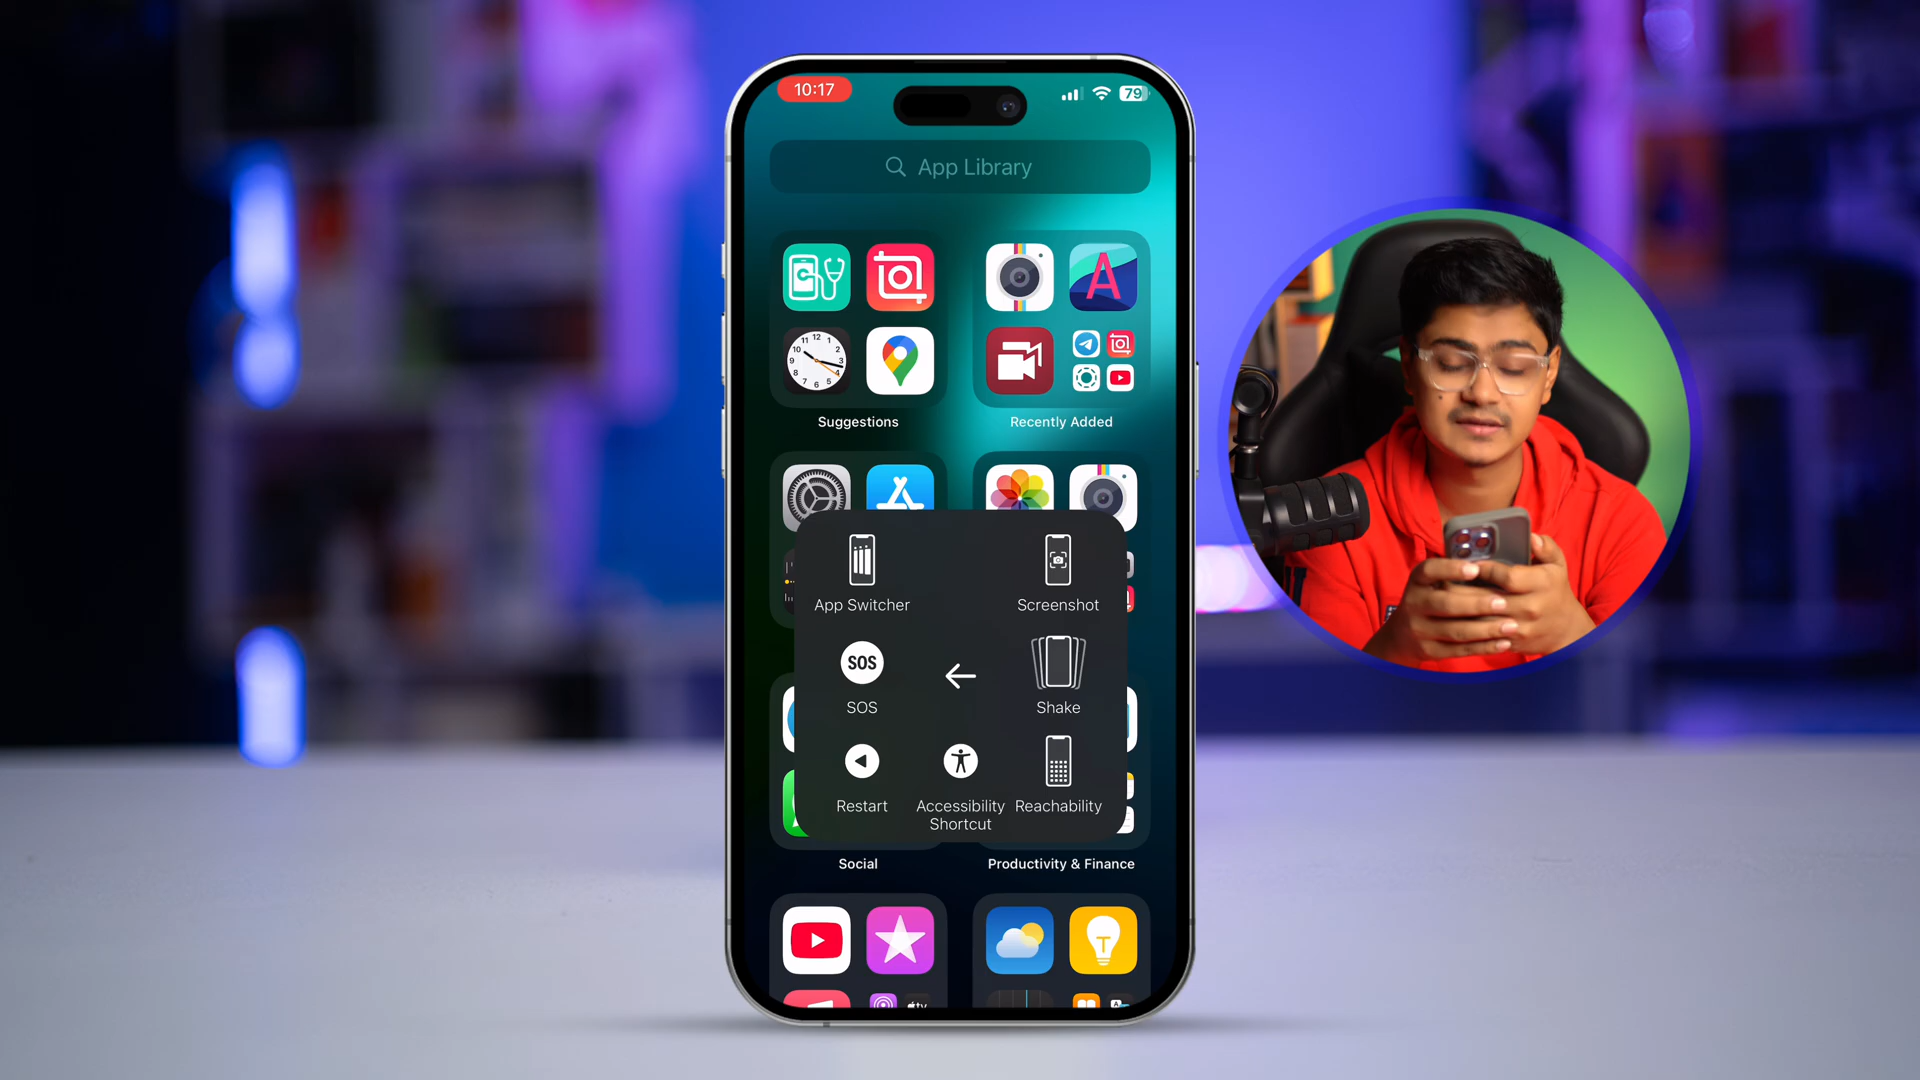 10:17
79
App Library
Suggestions
Recently Added
App Switcher
Screenshot
SOS
SOS
Shake
Restart
Accessibility
Shortcut
Reachability
Social
Productivity & Finance